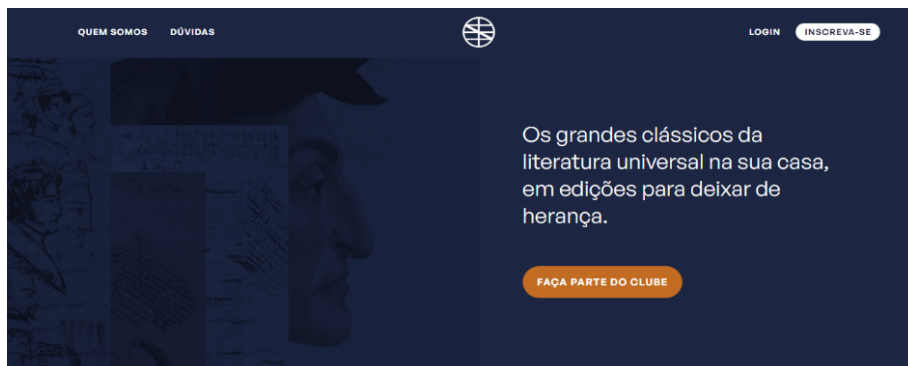 QUEM SOMOS
DÚVIDAS
LOGIN
INSCREVA-SE
Os grandes clássicos da
literatura universal na sua casa,
em edições para deixar de
herança.
FAÇA PARTE DO CLUBE